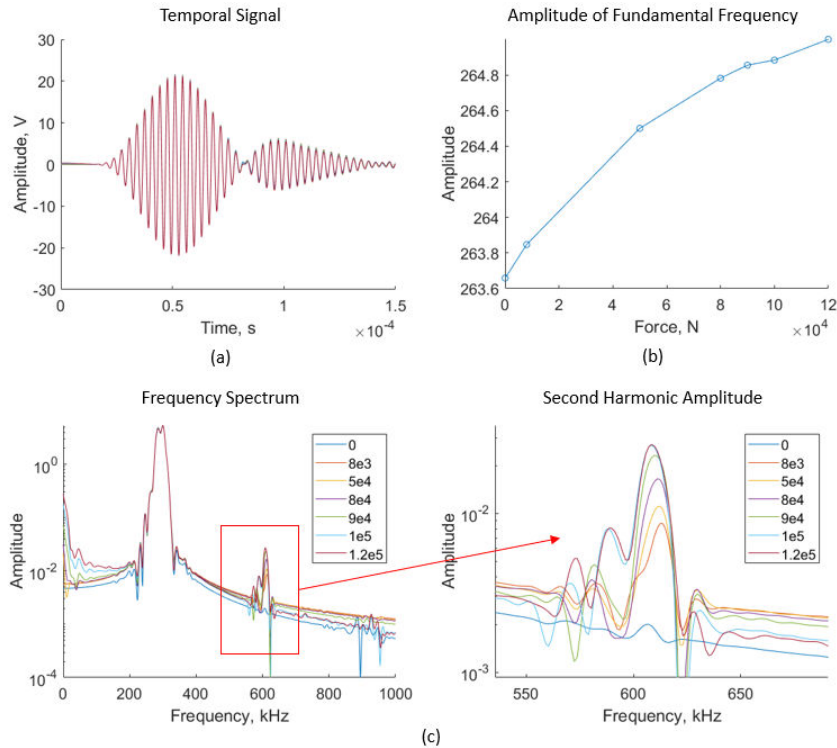 Temporal Signal
30
20
10
0
-10
-20
-30
Amplitude, V
0
0.5
1
1.5
Time, s
×10⁻⁴
(a)
Amplitude of Fundamental Frequency
264.8
264.6
264.4
264.2
264
263.8
263.6
Amplitude
0
2
4
6
8
10
12
Force, N
×10⁴
(b)
Frequency Spectrum
10⁰
10⁻²
10⁻⁴
Amplitude
0
200
400
600
800
1000
Frequency, kHz
0
8e3
5e4
8e4
9e4
1e5
1.2e5
Second Harmonic Amplitude
10⁻²
10⁻³
Amplitude
550
600
650
Frequency, kHz
0
8e3
5e4
8e4
9e4
1e5
1.2e5
(c)